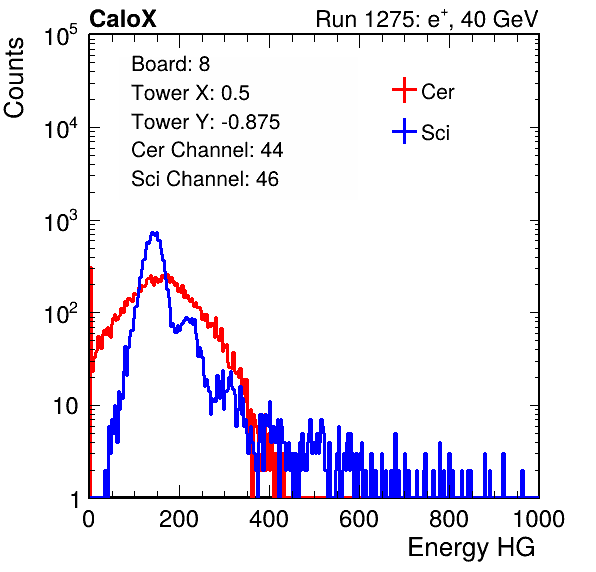 CaloX Run 1275: e⁺, 40 GeV
Counts
Board: 8
Tower X: 0.5
Tower Y: -0.875
Cer Channel: 44
Sci Channel: 46
Cer
Sci
10⁵
10⁴
10³
10²
10
1
0 200 400 600 800 1000
Energy HG